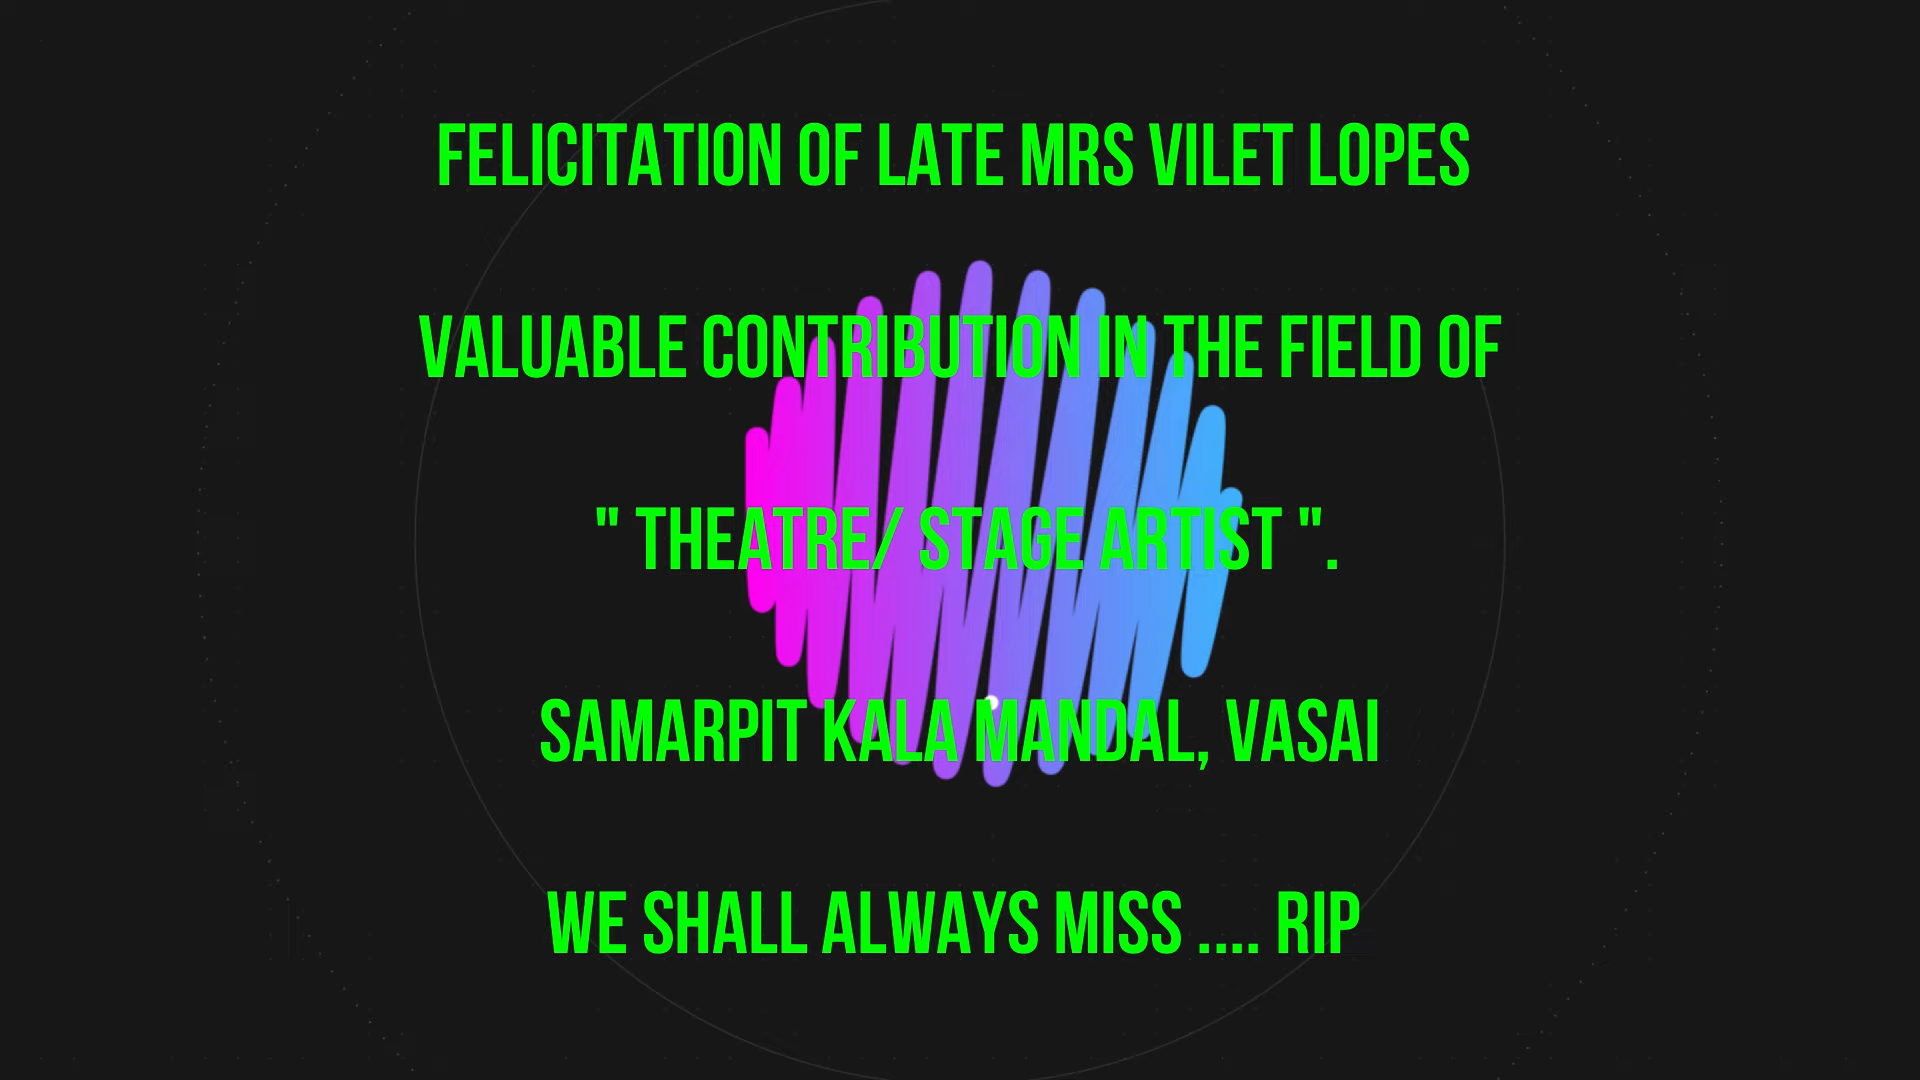 FELICITATION OF LATE MRS VILET LOPES
VALUABLE CONTRIBUTION IN THE FIELD OF
" THEATRE/ STAGE ARTIST ".
SAMARPIT KALA MANDAL, VASAI
WE SHALL ALWAYS MISS .... RIP